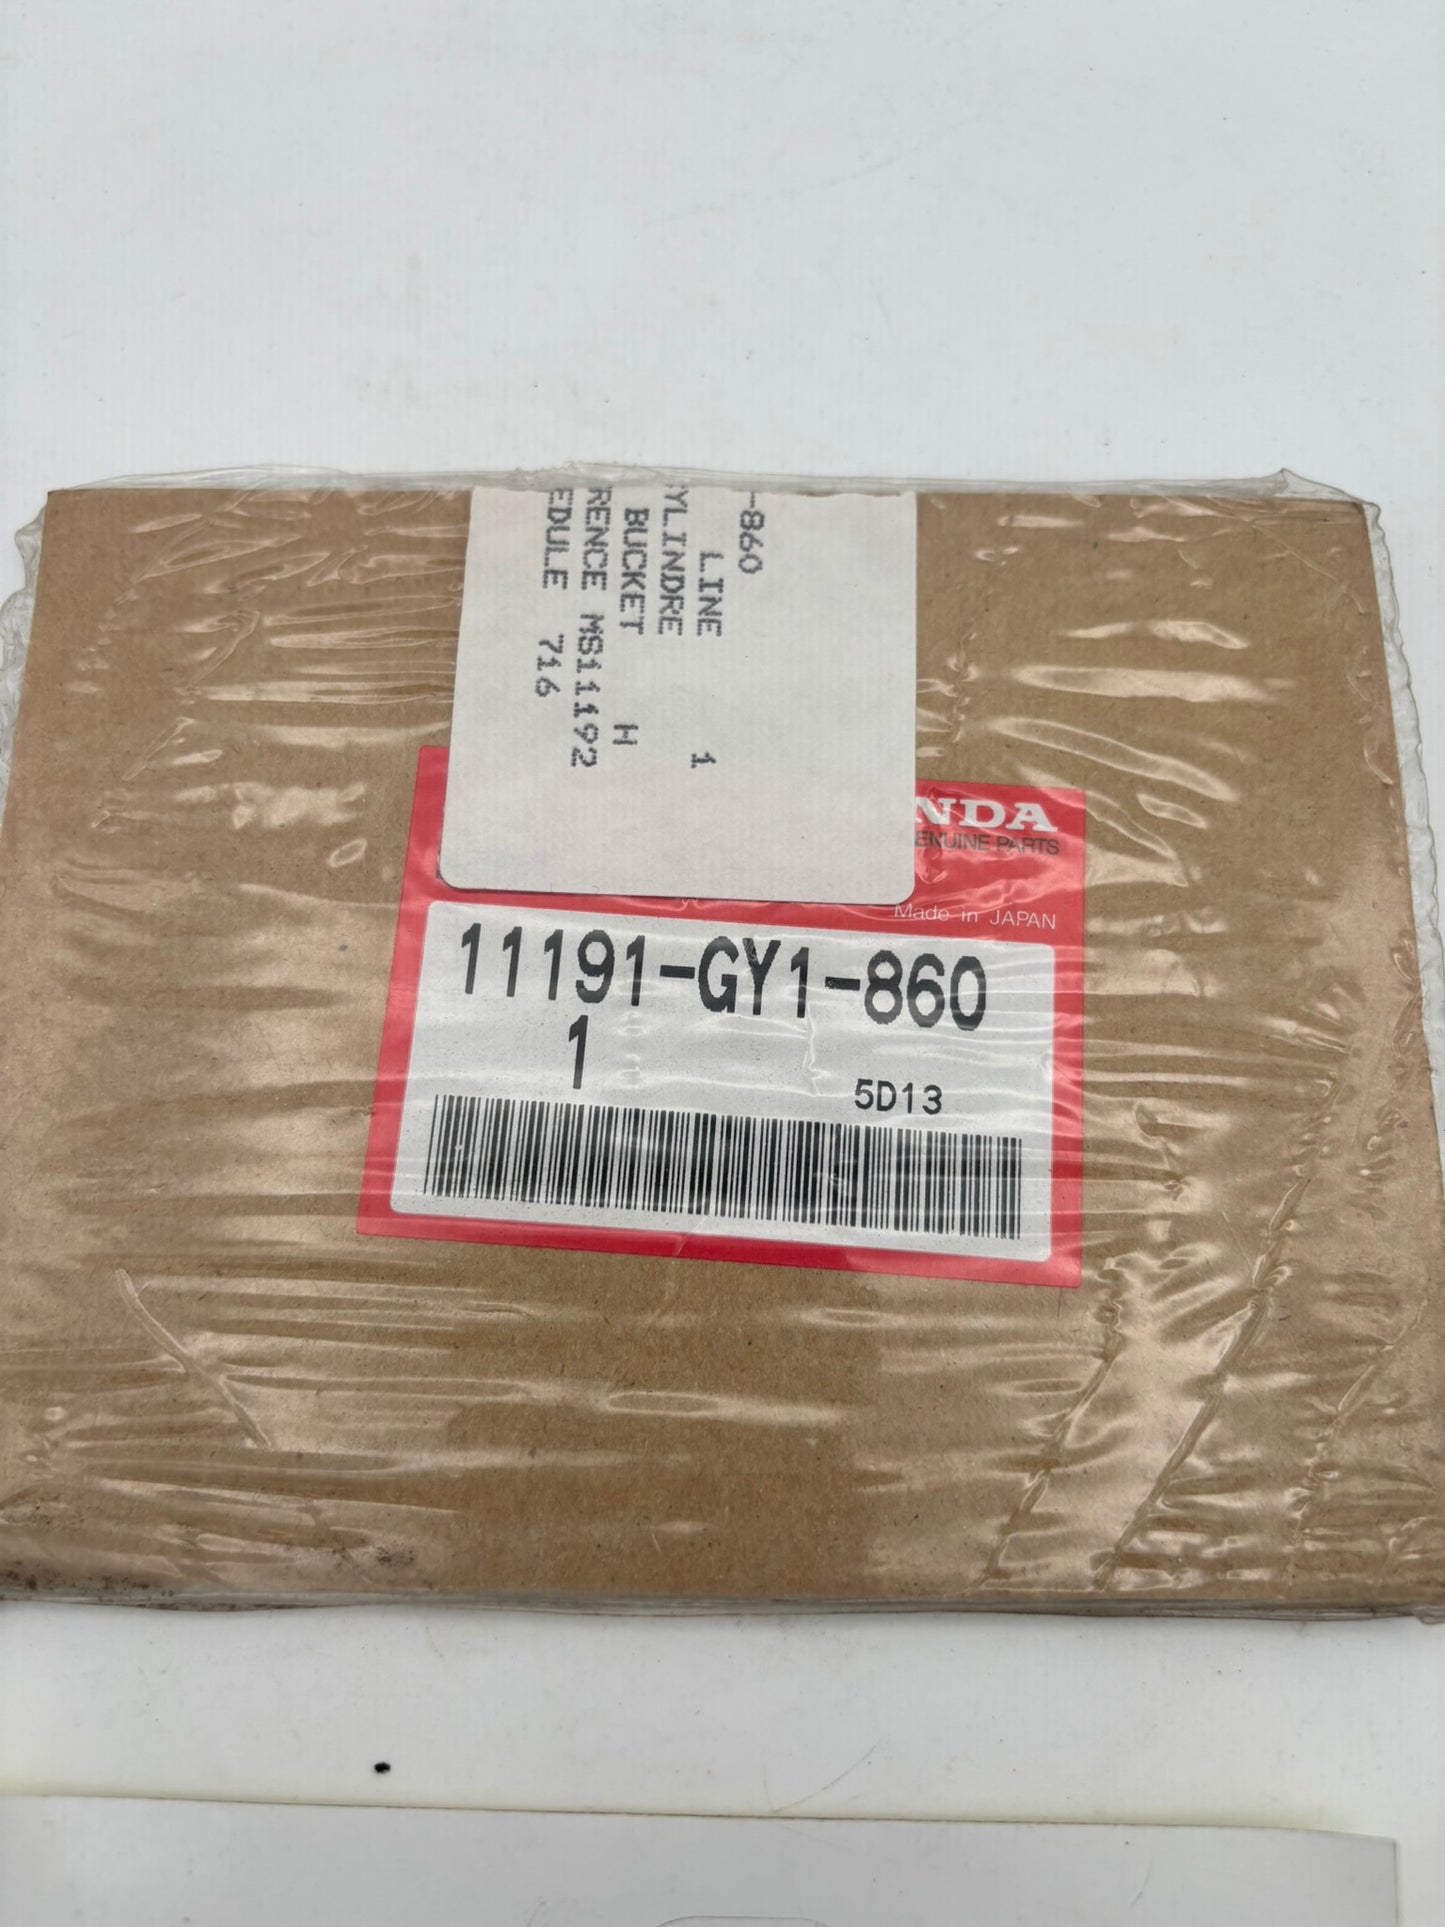 -860
LINE 1
YLINDRE
BUCKET H
RENCE MS111192
EDULE 716
NDA
ENUINE PARTS
Made in JAPAN
11191-GY1-860
1
5D13